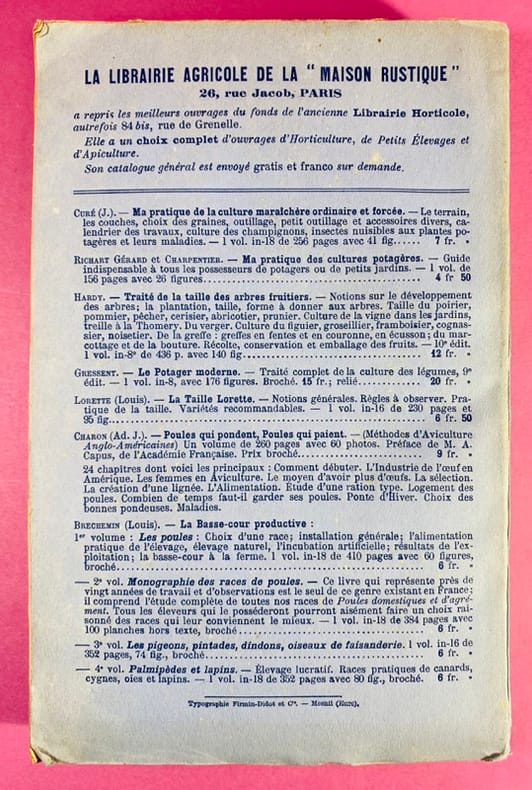 LA LIBRAIRIE AGRICOLE DE LA " MAISON RUSTIQUE "
26, rue Jacob, PARIS
a repris les meilleurs ouvrages du fonds de l'ancienne Librairie Horticole,
autrefois 84 bis, rue de Grenelle.
Elle a un choix complet d'ouvrages d'Horticulture, de Petits Élevages et
d'Apiculture.
Son catalogue général est envoyé gratis et franco sur demande.
CURÉ (J.). — Ma pratique de la culture maraîchère ordinaire et forcée. — Le terrain,
les couches, choix des graines, outillage, petit outillage et accessoires divers, ca-
lendrier des travaux, culture des champignons, insectes nuisibles aux plantes po-
tagères et leurs maladies. — 1 vol. in-18 de 256 pages avec 41 fig...... 7 fr. »
RICHART GÉRARD et CHARPENTIER. — Ma pratique des cultures potagères. — Guide
indispensable à tous les possesseurs de potagers ou de petits jardins. — 1 vol. de
156 pages avec 26 figures.................................................. 4 fr 50
HARDY. — Traité de la taille des arbres fruitiers. — Notions sur le développement
des arbres; la plantation, taille, forme à donner aux arbres. Taille du poirier,
pommier, pêcher, cerisier, abricotier, prunier. Culture de la vigne dans les jardins,
treille à la Thomery. Du verger. Culture du figuier, groseillier, framboisier, cognas-
sier, noisetier. De la greffe : greffes en fentes et en couronne, en écusson; du mar-
cottage et de la bouture. Récolte, conservation et emballage des fruits. — 10e édit.
1 vol. in-8° de 436 p. avec 140 fig.......................................... 12 fr. »
GRESSENT. — Le Potager moderne. — Traité complet de la culture des légumes, 9e
édit. — 1 vol. in-8, avec 176 figures. Broché. 15 fr.; relié............... 20 fr. »
LORETTE (Louis). — La Taille Lorette. — Notions générales. Règles à observer. Pra-
tique de la taille. Variétés recommandables. — 1 vol. in-16 de 230 pages et
95 fig.................................................................... 6 fr. 50
CHARON (Ad. J.). — Poules qui pondent, Poules qui paient. — (Méthodes d'Aviculture
Anglo-Américaines) Un volume de 260 pages avec 60 photos. Préface de M. A.
Capus, de l'Académie Française. Prix broché............................... 9 fr. »
24 chapitres dont voici les principaux : Comment débuter. L'Industrie de l'œuf en
Amérique. Les femmes en Aviculture. Le moyen d'avoir plus d'œufs. La sélection.
La création d'une lignée. L'Alimentation. Étude d'une ration type. Logement des
poules. Combien de temps faut-il garder ses poules. Ponte d'Hiver. Choix des
bonnes pondeuses. Maladies.
BRECHEMIN (Louis). — La Basse-cour productive :
1er volume : Les poules : Choix d'une race; installation générale; l'alimentation
pratique de l'élevage, élevage naturel, l'incubation artificielle; résultats de l'ex-
ploitation; la basse-cour à la ferme. 1 vol. in-18 de 410 pages avec 60 figures,
broché.................................................................... 6 fr. »
— 2e vol. Monographie des races de poules. — Ce livre qui représente près de
vingt années de travail et d'observations est le seul de ce genre existant en France;
il comprend l'étude complète de toutes nos races de Poules domestiques et d'agré-
ment. Tous les éleveurs qui le posséderont pourront aisément faire un choix rai-
sonné des races qui leur conviennent le mieux. — 1 vol. in-18 de 384 pages avec
100 planches hors texte, broché........................................... 6 fr. »
— 3e vol. Les pigeons, pintades, dindons, oiseaux de faisanderie. 1 vol. in-16 de
352 pages, 74 fig., broché................................................ 6 fr. »
— 4e vol. Palmipèdes et lapins. — Élevage lucratif. Races pratiques de canards,
cygnes, oies et lapins. — 1 vol. in-18 de 352 pages avec 80 fig., broché. 6 fr. »
Typographie Firmin-Didot et Cie. — Mesnil (Eure).